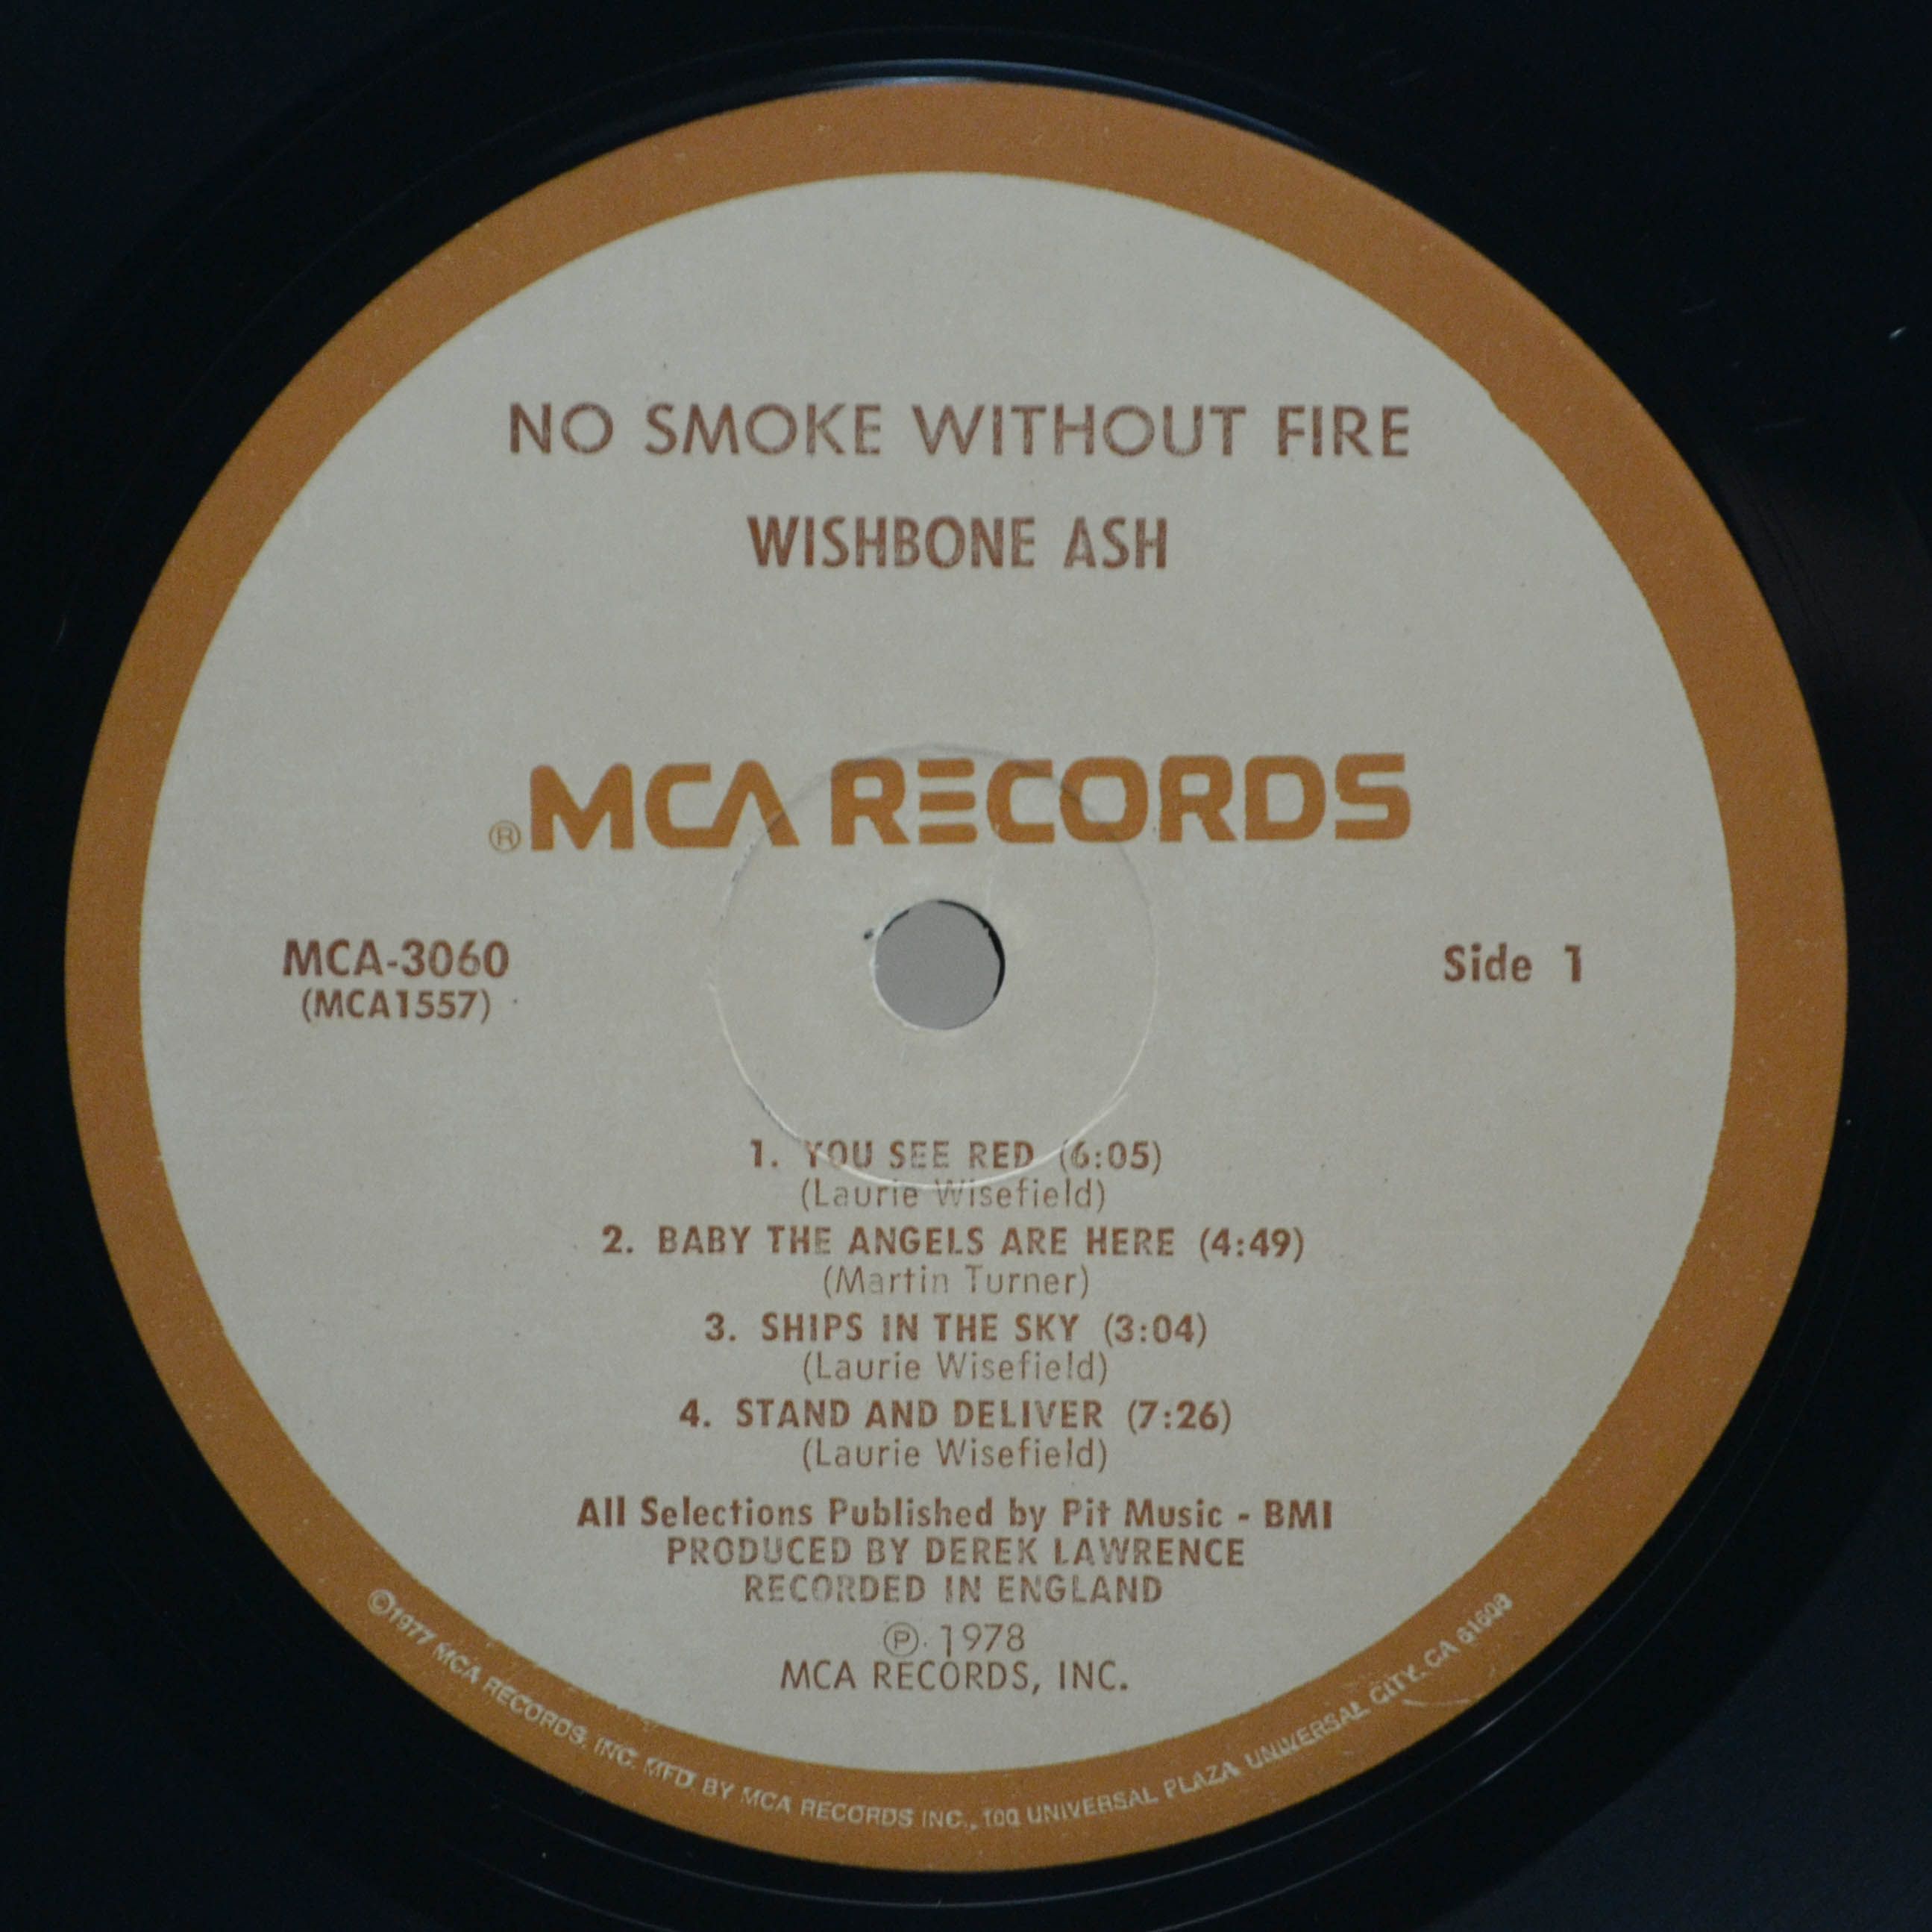 NO SMOKE WITHOUT FIRE
WISHBONE ASH
®MCA RECORDS
MCA-3060
(MCA1557)
Side 1
1. YOU SEE RED (6:05)
(Laurie Wisefield)
2. BABY THE ANGELS ARE HERE (4:49)
(Martin Turner)
3. SHIPS IN THE SKY (3:04)
(Laurie Wisefield)
4. STAND AND DELIVER (7:26)
(Laurie Wisefield)
All Selections Published by Pit Music - BMI
PRODUCED BY DEREK LAWRENCE
RECORDED IN ENGLAND
℗ 1978
MCA RECORDS, INC.
©1977 MCA RECORDS, INC. MFD. BY MCA RECORDS INC., 100 UNIVERSAL PLAZA UNIVERSAL CITY, CA 61608